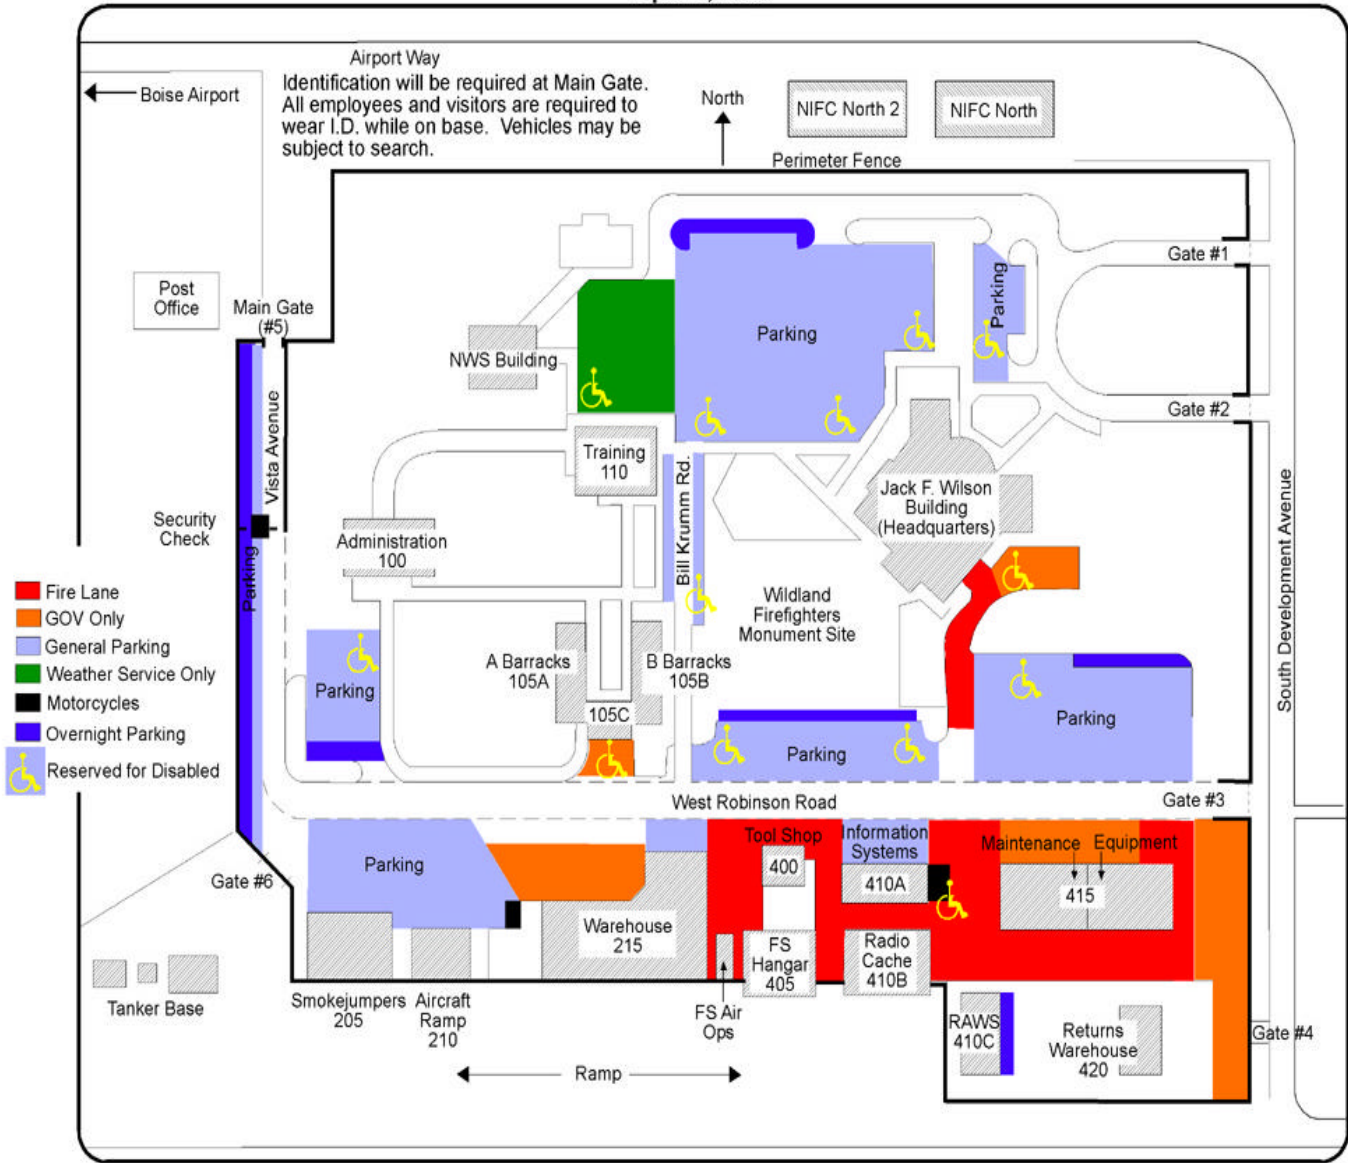 Airport Way
Identification will be required at Main Gate.
All employees and visitors are required to
wear I.D. while on base. Vehicles may be
subject to search.
Boise Airport
North
NIFC North 2
NIFC North
Perimeter Fence
Gate #1
Post
Office
Main Gate
(#5)
Parking
Parking
NWS Building
Gate #2
Vista Avenue
Training
110
Bill Krumm Rd.
Jack F. Wilson
Building
(Headquarters)
South Development Avenue
Security
Check
Administration
100
Parking
Fire Lane
GOV Only
General Parking
Weather Service Only
Motorcycles
Overnight Parking
Reserved for Disabled
Wildland
Firefighters
Monument Site
A Barracks
105A
B Barracks
105B
105C
Parking
Parking
Parking
West Robinson Road
Gate #3
Tool Shop
400
Information
Systems
410A
Maintenance
Equipment
415
Parking
Gate #6
Warehouse
215
FS
Hangar
405
Radio
Cache
410B
Tanker Base
Smokejumpers
205
Aircraft
Ramp
210
FS Air
Ops
RAWS
410C
Returns
Warehouse
420
Gate #4
Ramp